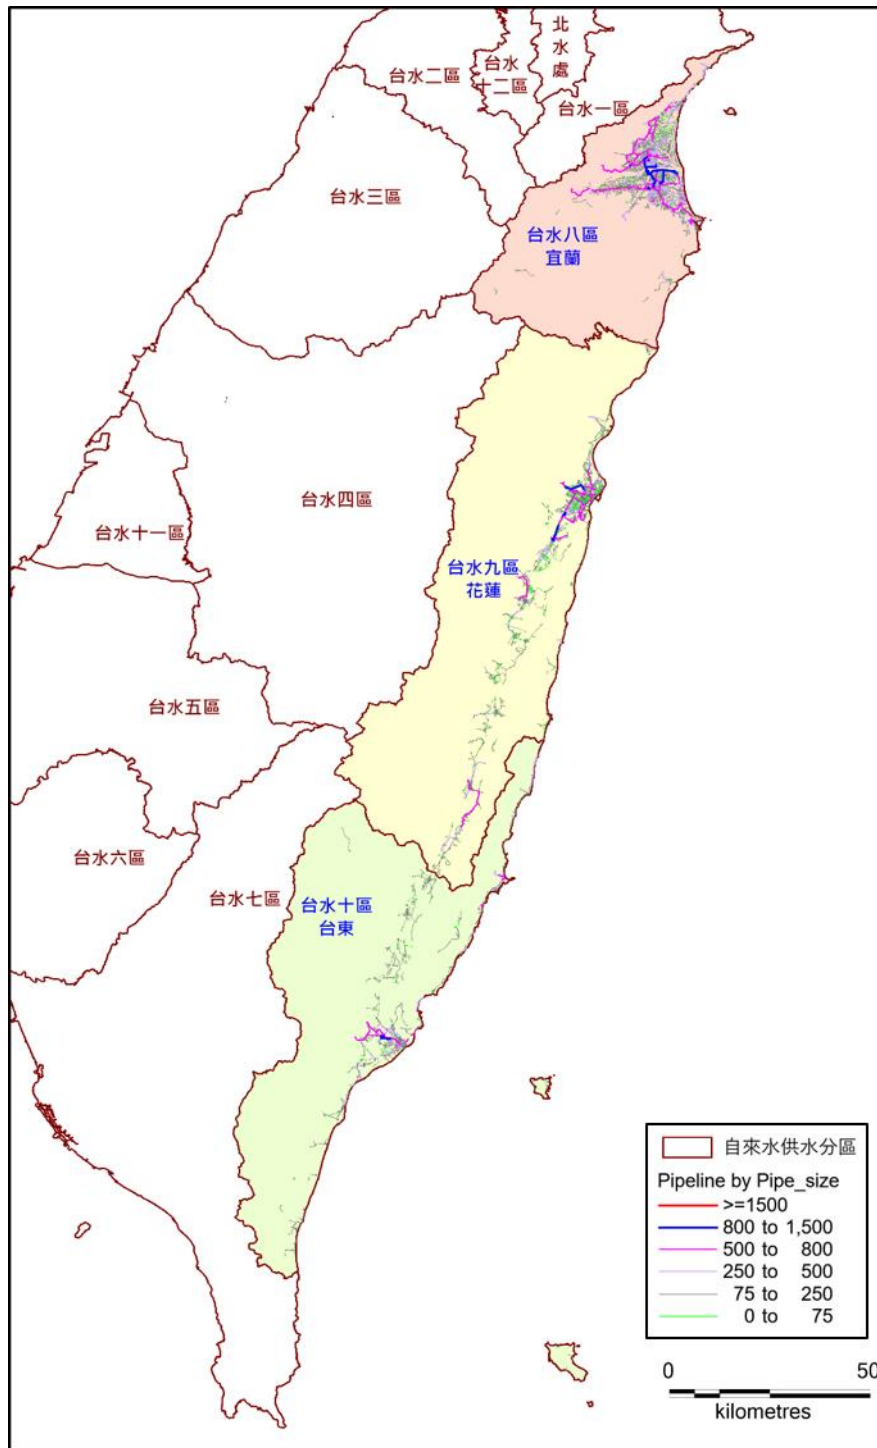 北
水
處
台水
十二區
台水二區
台水一區
台水三區
台水八區
宜蘭
台水四區
台水十一區
台水九區
花蓮
台水五區
台水六區
台水七區
台水十區
台東
自來水供水分區
Pipeline by Pipe_size
>=1500
800 to 1,500
500 to 800
250 to 500
75 to 250
0 to 75
0 50
kilometres